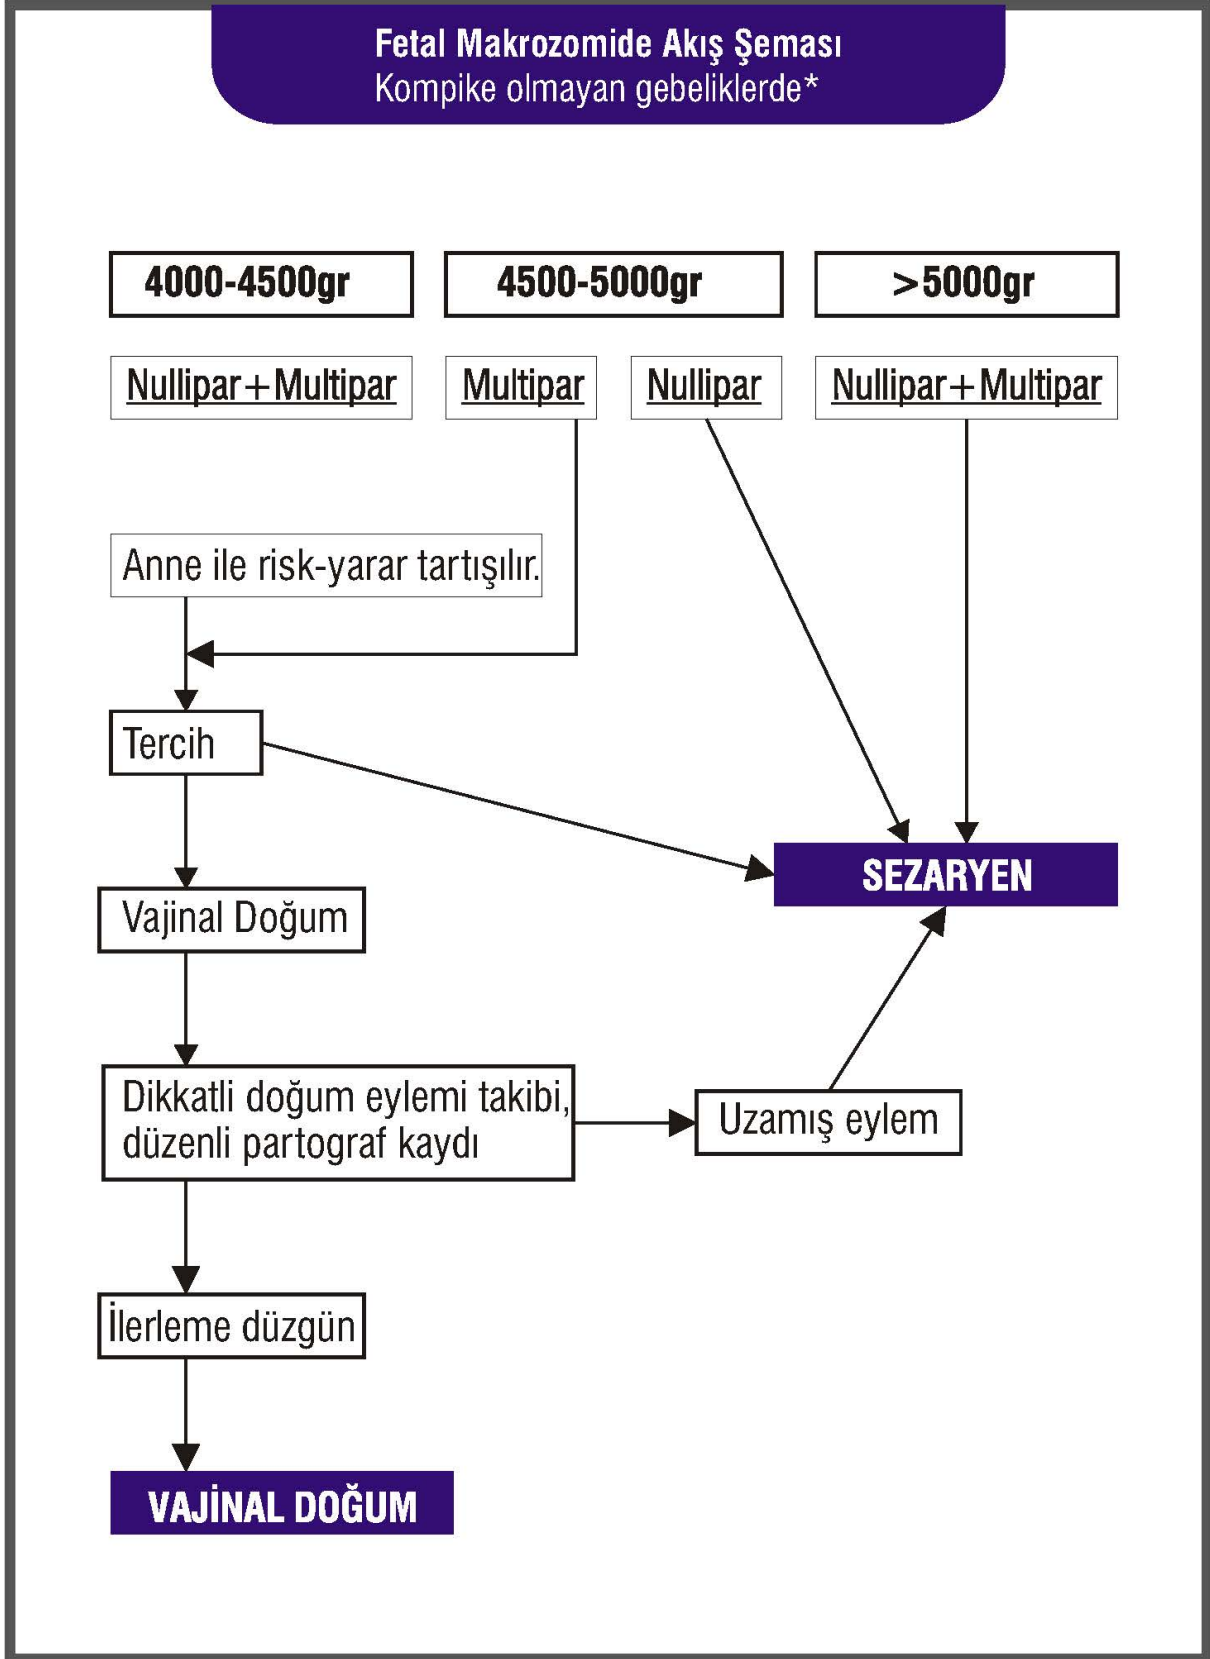 Fetal Makrozomide Akış Şeması
Kompike olmayan gebeliklerde*
4000-4500gr
4500-5000gr
>5000gr
Nullipar+Multipar
Multipar
Nullipar
Nullipar+Multipar
Anne ile risk-yarar tartışılır.
Tercih
SEZARYEN
Vajinal Doğum
Dikkatli doğum eylemi takibi,
düzenli partograf kaydı
Uzamış eylem
İlerleme düzgün
VAJİNAL DOĞUM